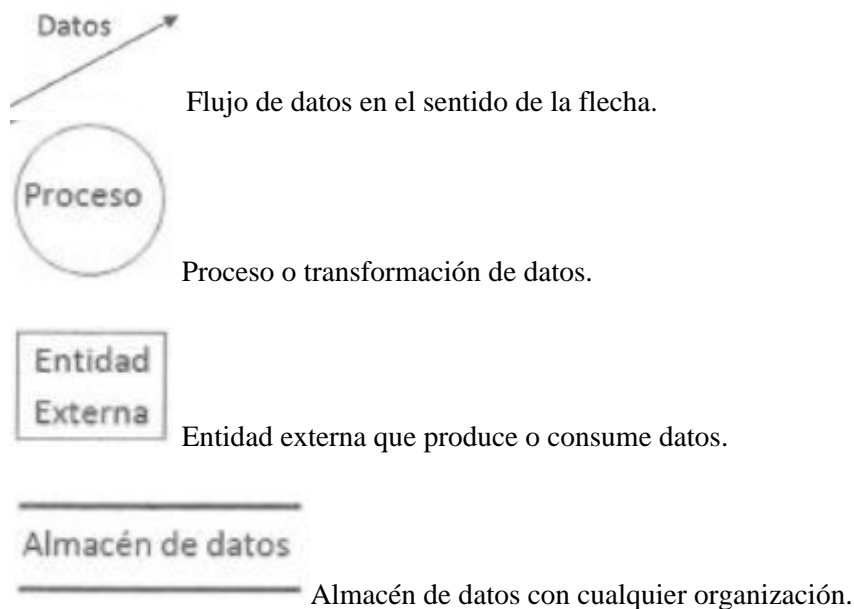 Datos
Flujo de datos en el sentido de la flecha.
Proceso
Proceso o transformación de datos.
Entidad
Externa
Entidad externa que produce o consume datos.
Almacén de datos
Almacén de datos con cualquier organización.